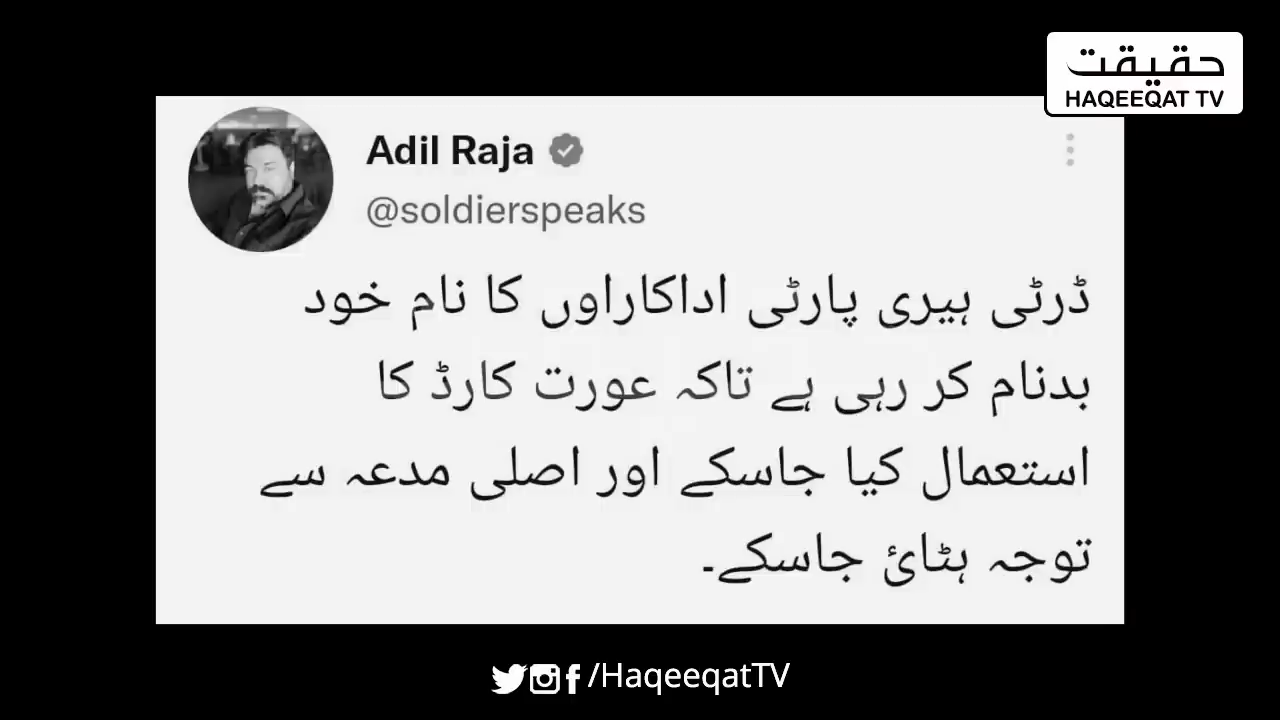 حقیقت
HAQEEQAT TV
Adil Raja
@soldierspeaks
ڈرٹی ہیری پارٹی اداکاراوں کا نام خود
بدنام کر رہی ہے تاکہ عورت کارڈ کا
استعمال کیا جاسکے اور اصلی مدعہ سے
توجہ ہٹائ جاسکے۔
/HaqeeqatTV